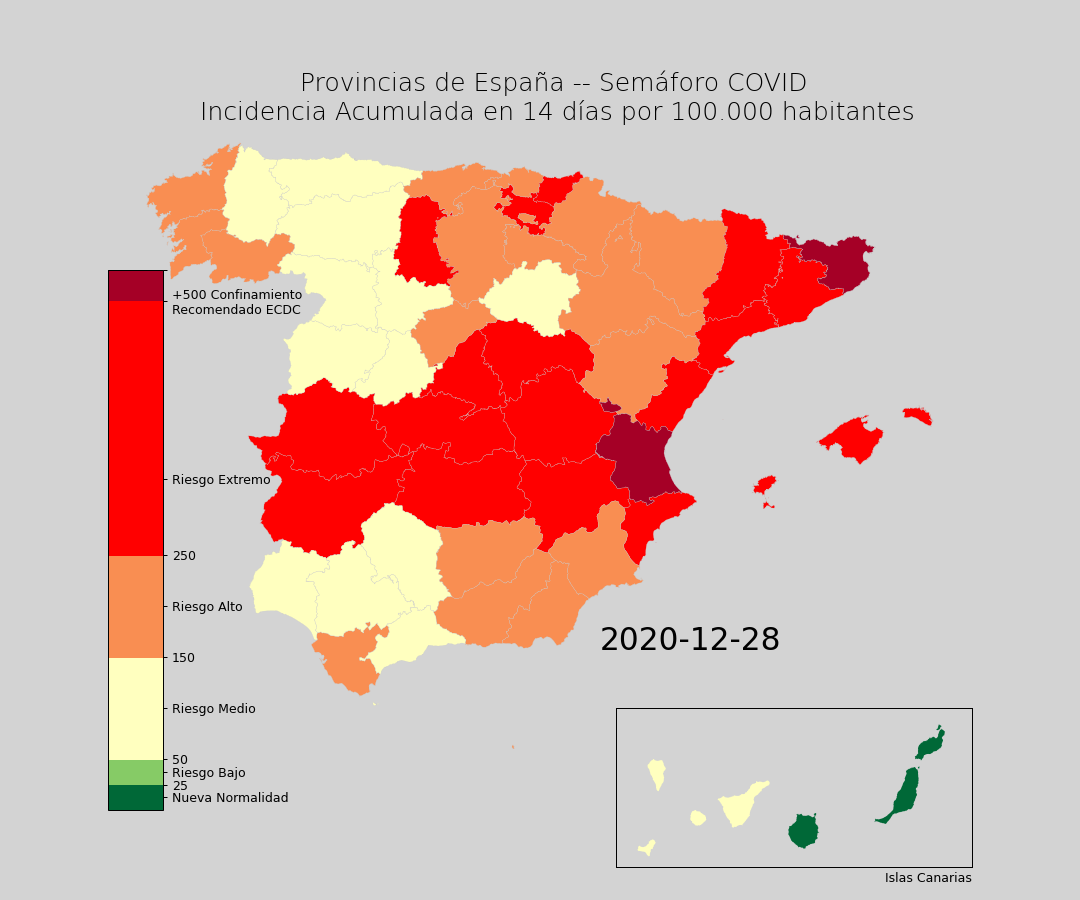 Provincias de España -- Semáforo COVID
Incidencia Acumulada en 14 días por 100.000 habitantes
+500 Confinamiento
Recomendado ECDC
Riesgo Extremo
250
Riesgo Alto
150
Riesgo Medio
50
Riesgo Bajo
25
Nueva Normalidad
2020-12-28
Islas Canarias